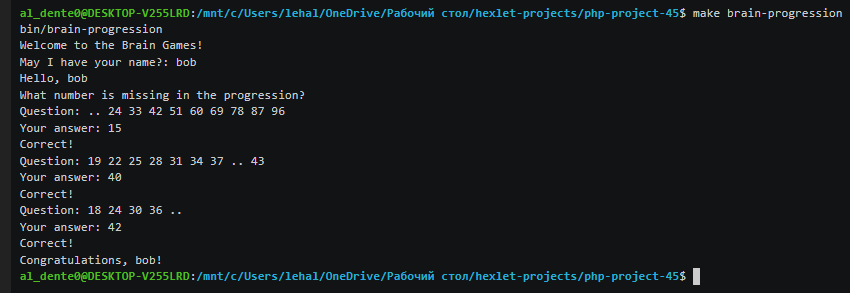 al_dente0@DESKTOP-V255LRD:/mnt/c/Users/lehal/OneDrive/Рабочий стол/hexlet-projects/php-project-45$ make brain-progression
bin/brain-progression
Welcome to the Brain Games!
May I have your name?: bob
Hello, bob
What number is missing in the progression?
Question: .. 24 33 42 51 60 69 78 87 96
Your answer: 15
Correct!
Question: 19 22 25 28 31 34 37 .. 43
Your answer: 40
Correct!
Question: 18 24 30 36 ..
Your answer: 42
Correct!
Congratulations, bob!
al_dente0@DESKTOP-V255LRD:/mnt/c/Users/lehal/OneDrive/Рабочий стол/hexlet-projects/php-project-45$